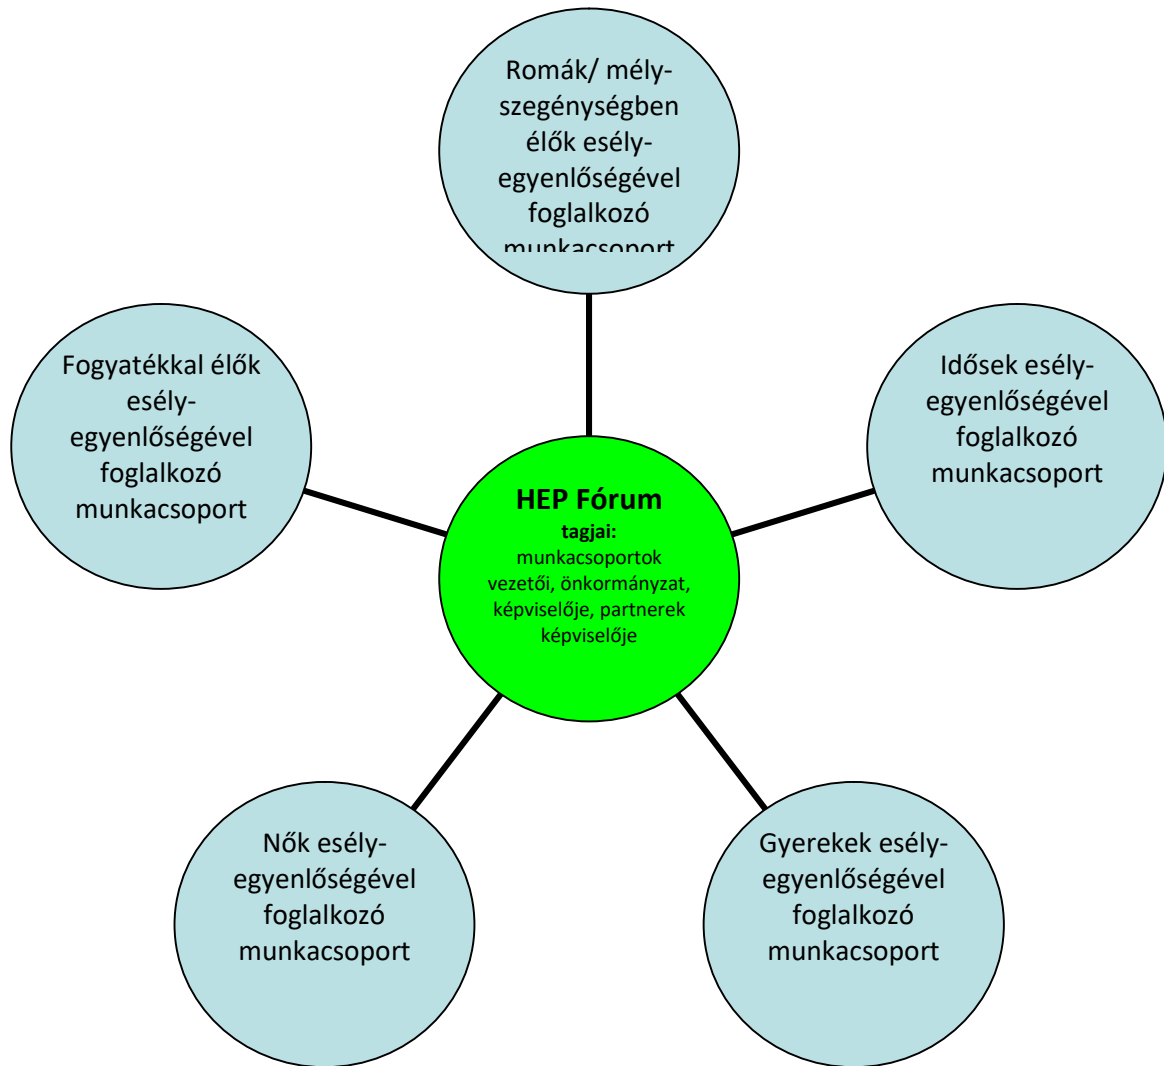 Romák/ mély-
szegénységben
élők esély-
egyenlőségével
foglalkozó
munkacsoport
Fogyatékkal élők
esély-
egyenlőségével
foglalkozó
munkacsoport
Idősek esély-
egyenlőségével
foglalkozó
munkacsoport
HEP Fórum
tagjai:
munkacsoportok
vezetői, önkormányzat,
képviselője, partnerek
képviselője
Nők esély-
egyenlőségével
foglalkozó
munkacsoport
Gyerekek esély-
egyenlőségével
foglalkozó
munkacsoport